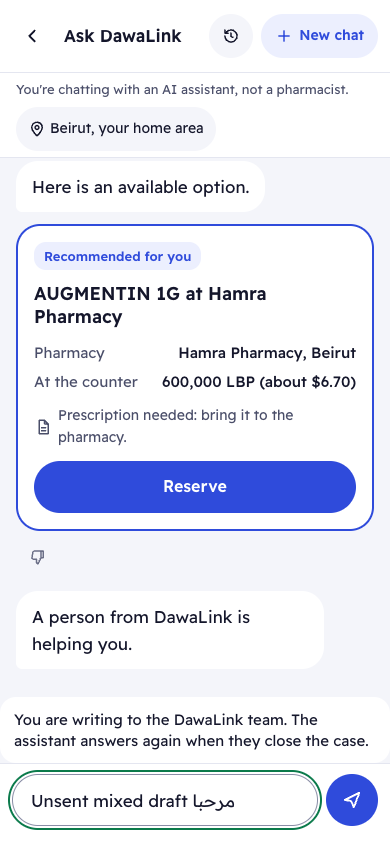 Ask DawaLink
New chat
You're chatting with an AI assistant, not a pharmacist.
Beirut, your home area
Here is an available option.
Recommended for you
AUGMENTIN 1G at Hamra
Pharmacy
Pharmacy Hamra Pharmacy, Beirut
At the counter 600,000 LBP (about $6.70)
Prescription needed: bring it to the
pharmacy.
Reserve
A person from DawaLink is
helping you.
You are writing to the DawaLink team. The
assistant answers again when they close the case.
Unsent mixed draft مرحبا